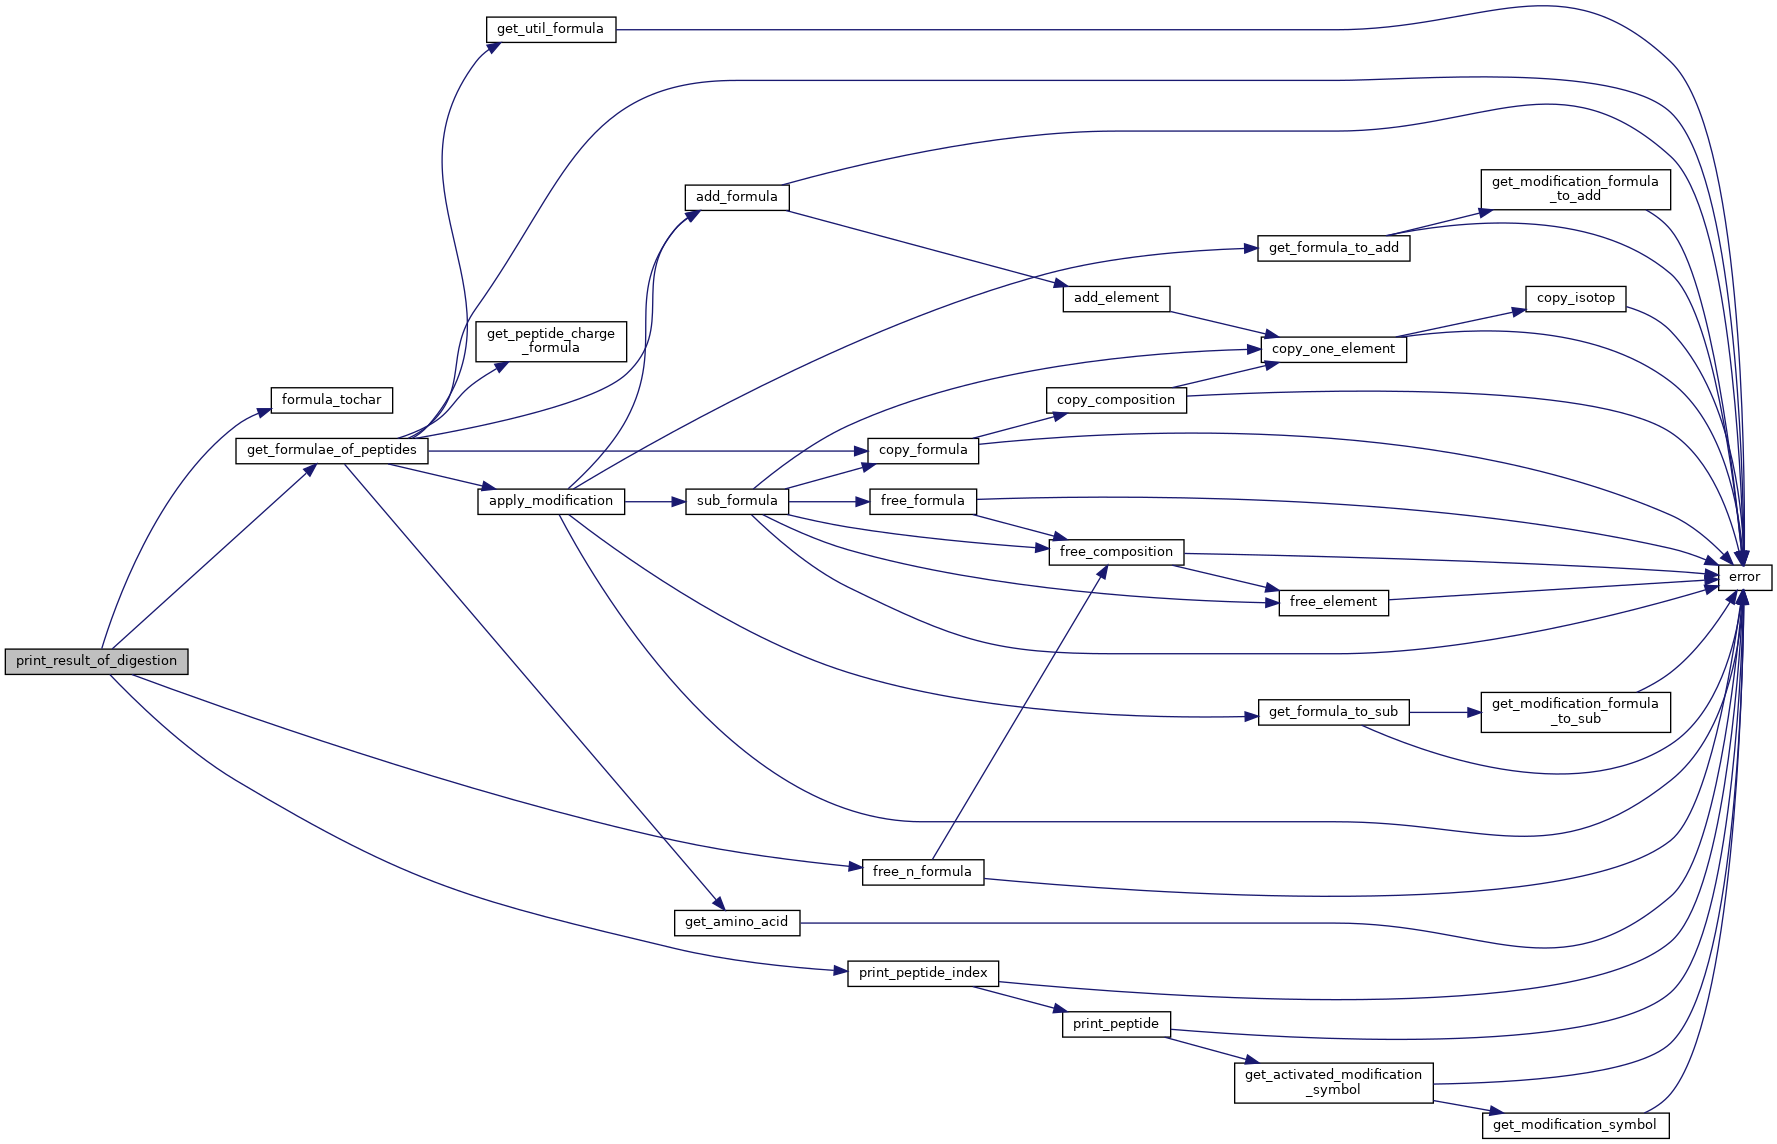 get_util_formula
add_formula
get_modification_formula
_to_add
get_formula_to_add
add_element
copy_isotop
get_peptide_charge
_formula
copy_one_element
formula_tochar
copy_composition
get_formulae_of_peptides
copy_formula
apply_modification
sub_formula
free_formula
free_composition
error
free_element
print_result_of_digestion
get_formula_to_sub
get_modification_formula
_to_sub
free_n_formula
get_amino_acid
print_peptide_index
print_peptide
get_activated_modification
_symbol
get_modification_symbol